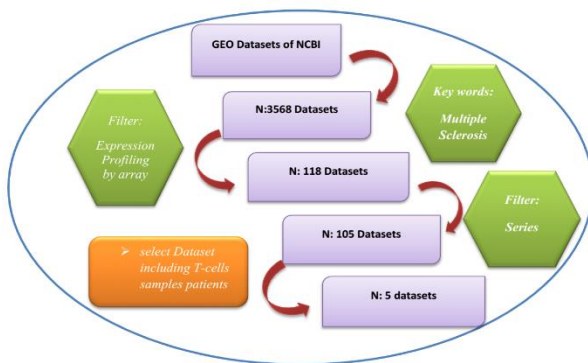 GEO Datasets of NCBI
Key words:
Multiple
Sclerosis
N:3568 Datasets
Filter:
Expression
Profiling
by array
N: 118 Datasets
Filter:
Series
N: 105 Datasets
➢ select Dataset
including T-cells
samples patients
N: 5 datasets